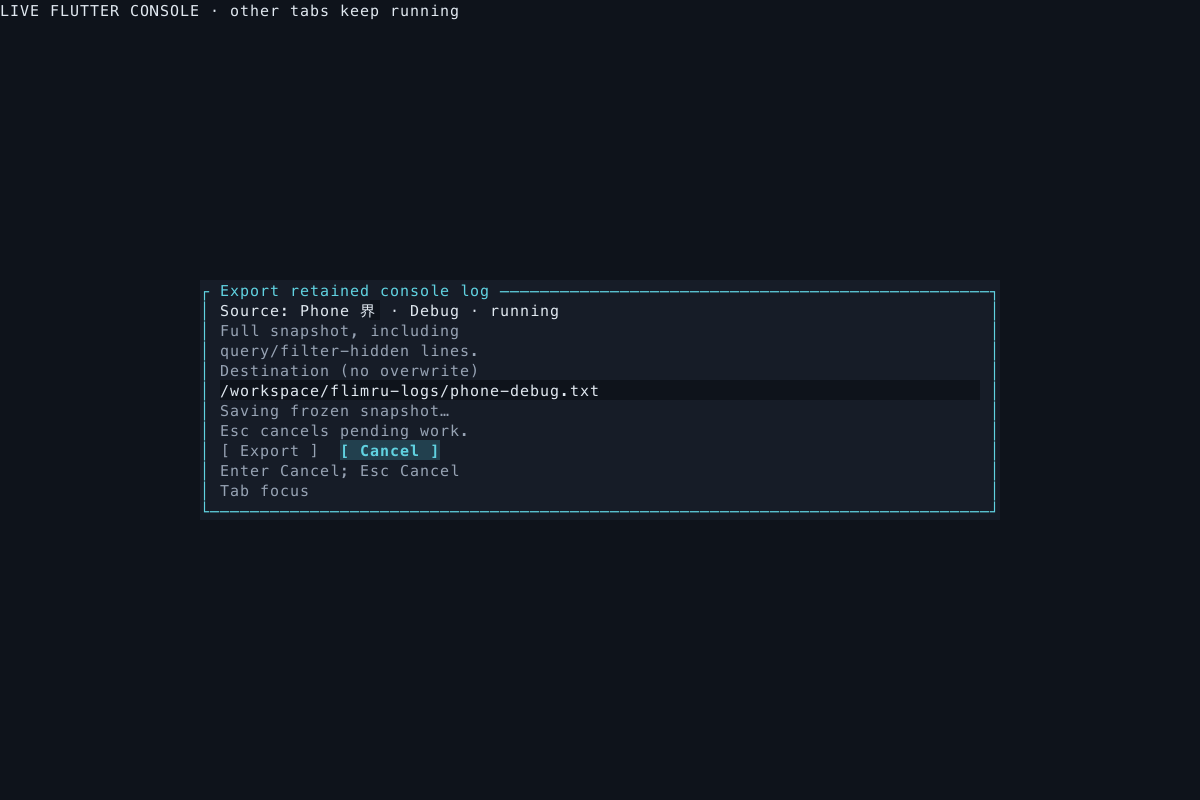 LIVE FLUTTER CONSOLE · other tabs keep running
Export retained console log
Source: Phone 界 · Debug · running
Full snapshot, including
query/filter-hidden lines.
Destination (no overwrite)
/workspace/flimru-logs/phone-debug.txt
Saving frozen snapshot…
Esc cancels pending work.
[ Export ]  [ Cancel ]
Enter Cancel; Esc Cancel
Tab focus